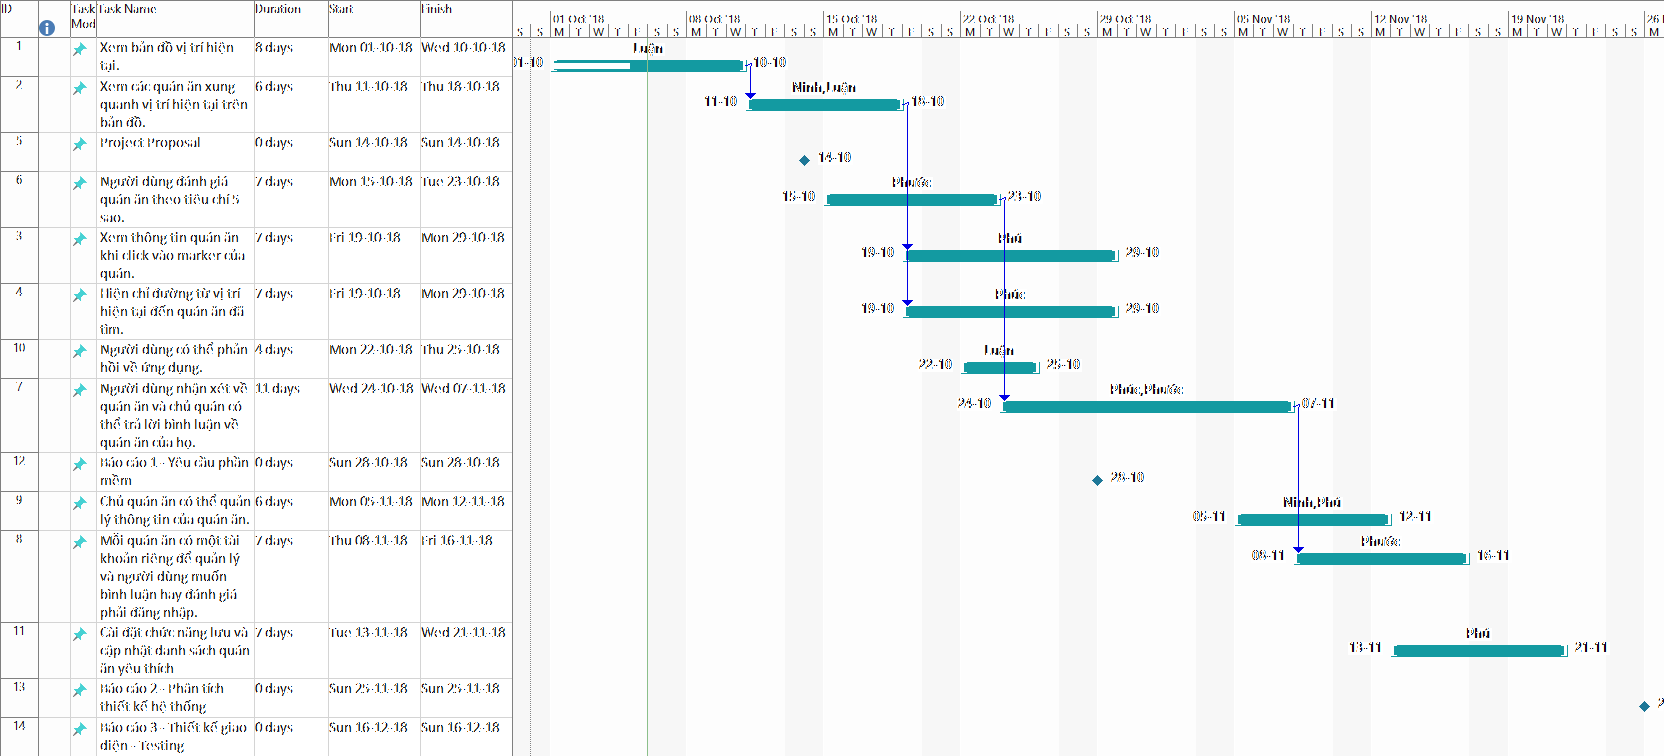 ID Task Mod Task Name Duration Start Finish
01 Oct '18 08 Oct '18 15 Oct '18 22 Oct '18 29 Oct '18 05 Nov '18 12 Nov '18 19 Nov '18 26
S S M T W T F S S M T W T F S S M T W T F S S M T W T F S S M T W T F S S M T W T F S S M T W T F S S M T W T F S S M
1 Xem bản đồ vị trí hiện 8 days Mon 01-10-18 Wed 10-10-18
tại.
Luận
01-10 10-10
2 Xem các quán ăn xung 6 days Thu 11-10-18 Thu 18-10-18
quanh vị trí hiện tại trên
bản đồ.
Ninh,Luận
11-10 18-10
5 Project Proposal 0 days Sun 14-10-18 Sun 14-10-18
14-10
6 Người dùng đánh giá 7 days Mon 15-10-18 Tue 23-10-18
quán ăn theo tiêu chí 5
sao.
Phước
15-10 23-10
3 Xem thông tin quán ăn 7 days Fri 19-10-18 Mon 29-10-18
khi click vào marker của
quán.
Phú
19-10 29-10
4 Hiện chỉ đường từ vị trí 7 days Fri 19-10-18 Mon 29-10-18
hiện tại đến quán ăn đã
tìm.
Phúc
19-10 29-10
10 Người dùng có thể phản 4 days Mon 22-10-18 Thu 25-10-18
hồi về ứng dụng.
Luận
22-10 25-10
7 Người dùng nhận xét về 11 days Wed 24-10-18 Wed 07-11-18
quán ăn và chủ quán có
thể trả lời bình luận về
quán ăn của họ.
Phúc,Phước
24-10 07-11
12 Báo cáo 1 - Yêu cầu phần 0 days Sun 28-10-18 Sun 28-10-18
mềm
28-10
9 Chủ quán ăn có thể quản 6 days Mon 05-11-18 Mon 12-11-18
lý thông tin của quán ăn.
Ninh,Phú
05-11 12-11
8 Mỗi quán ăn có một tài 7 days Thu 08-11-18 Fri 16-11-18
khoản riêng để quản lý
và người dùng muốn
bình luận hay đánh giá
phải đăng nhập.
Phước
08-11 16-11
11 Cài đặt chức năng lưu và 7 days Tue 13-11-18 Wed 21-11-18
cập nhật danh sách quán
ăn yêu thích
Phú
13-11 21-11
13 Báo cáo 2 - Phân tích 0 days Sun 25-11-18 Sun 25-11-18
thiết kế hệ thống
2
14 Báo cáo 3 - Thiết kế giao 0 days Sun 16-12-18 Sun 16-12-18
diện - Testing